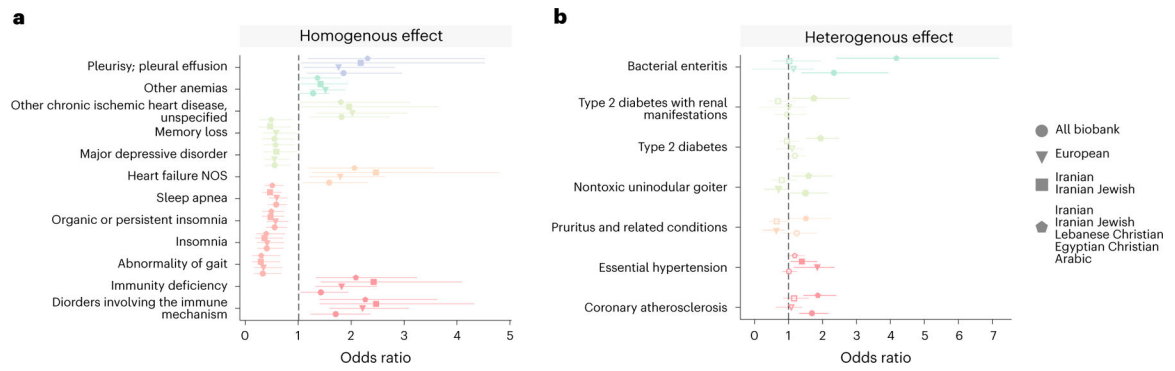 a
Homogenous effect
Pleurisy; pleural effusion
Other anemias
Other chronic ischemic heart disease,
unspecified
Memory loss
Major depressive disorder
Heart failure NOS
Sleep apnea
Organic or persistent insomnia
Insomnia
Abnormality of gait
Immunity deficiency
Diorders involving the immune
mechanism
0 1 2 3 4 5
Odds ratio
b
Heterogenous effect
Bacterial enteritis
Type 2 diabetes with renal
manifestations
Type 2 diabetes
Nontoxic uninodular goiter
Pruritus and related conditions
Essential hypertension
Coronary atherosclerosis
0 1 2 3 4 5 6 7
Odds ratio
All biobank
European
Iranian
Iranian Jewish
Iranian
Iranian Jewish
Lebanese Christian
Egyptian Christian
Arabic